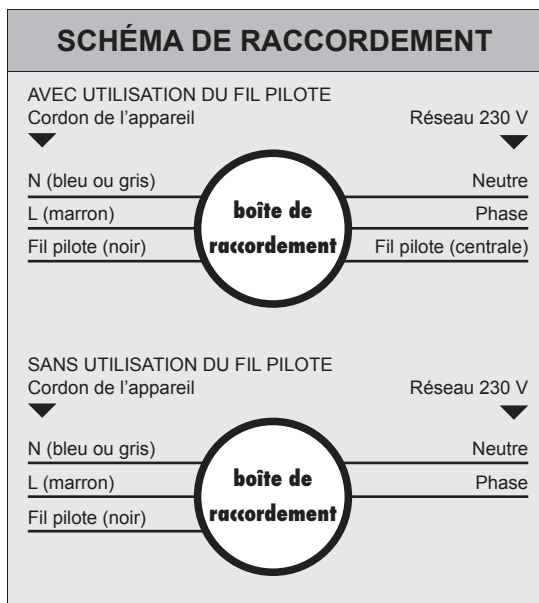 SCHÉMA DE RACCORDEMENT
AVEC UTILISATION DU FIL PILOTE
Cordon de l'appareil Réseau 230 V
N (bleu ou gris) Neutre
L (marron) Phase
Fil pilote (noir) Fil pilote (centrale)
boîte de
raccordement
SANS UTILISATION DU FIL PILOTE
Cordon de l'appareil Réseau 230 V
N (bleu ou gris) Neutre
L (marron) Phase
Fil pilote (noir)
boîte de
raccordement